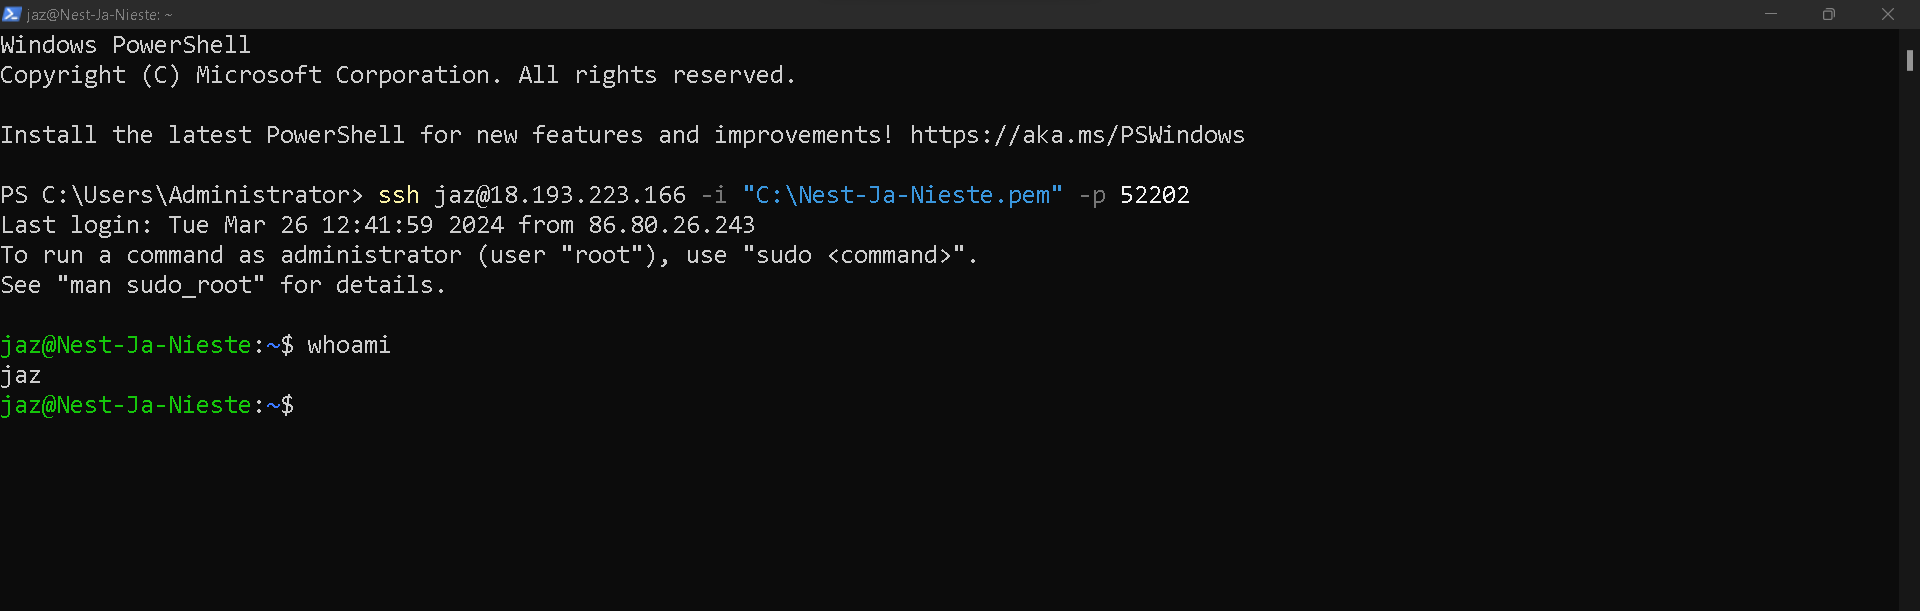 jaz@Nest-Ja-Nieste: ~
Windows PowerShell
Copyright (C) Microsoft Corporation. All rights reserved.
Install the latest PowerShell for new features and improvements! https://aka.ms/PSWindows
PS C:\Users\Administrator> ssh jaz@18.193.223.166 -i "C:\Nest-Ja-Nieste.pem" -p 52202
Last login: Tue Mar 26 12:41:59 2024 from 86.80.26.243
To run a command as administrator (user "root"), use "sudo <command>".
See "man sudo_root" for details.
jaz@Nest-Ja-Nieste:~$ whoami
jaz
jaz@Nest-Ja-Nieste:~$